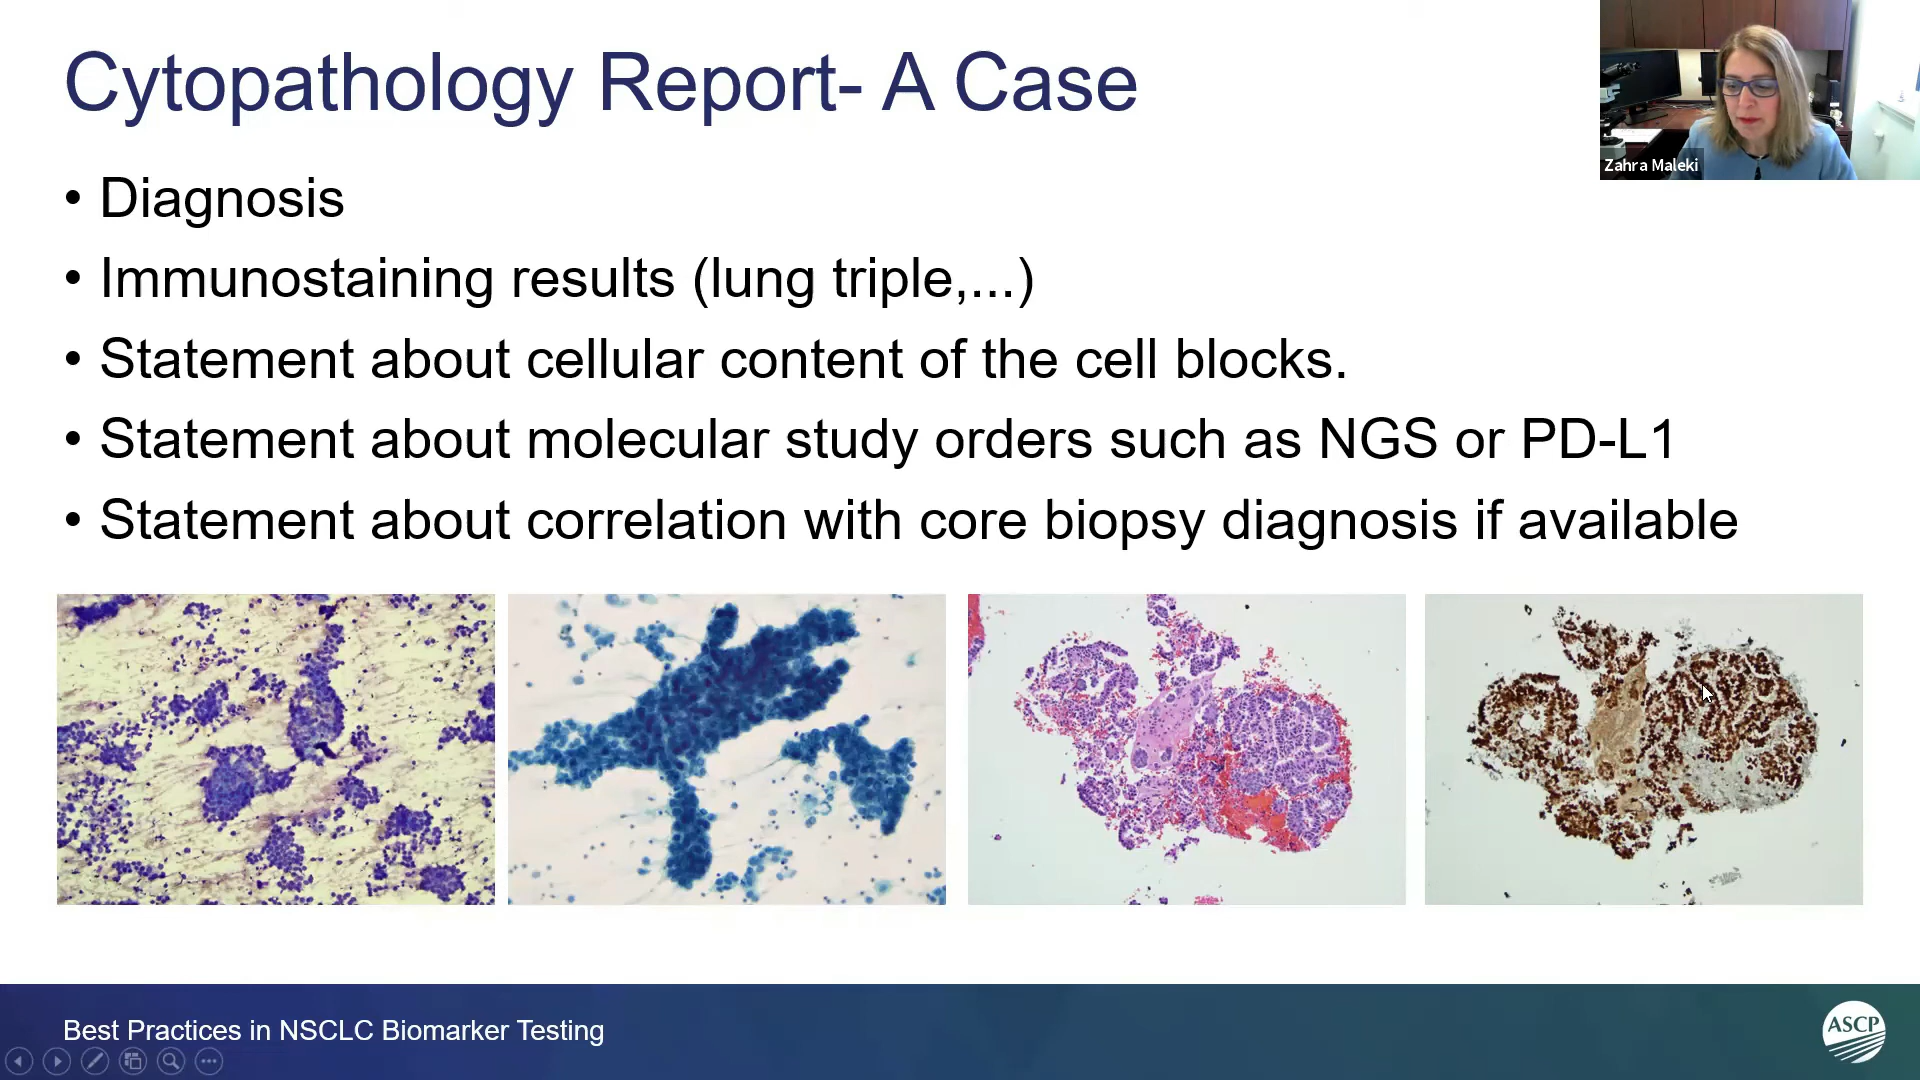 Cytopathology Report- A Case
Zahra Maleki
• Diagnosis
• Immunostaining results (lung triple,...)
• Statement about cellular content of the cell blocks.
• Statement about molecular study orders such as NGS or PD-L1
• Statement about correlation with core biopsy diagnosis if available
Best Practices in NSCLC Biomarker Testing
ASCP